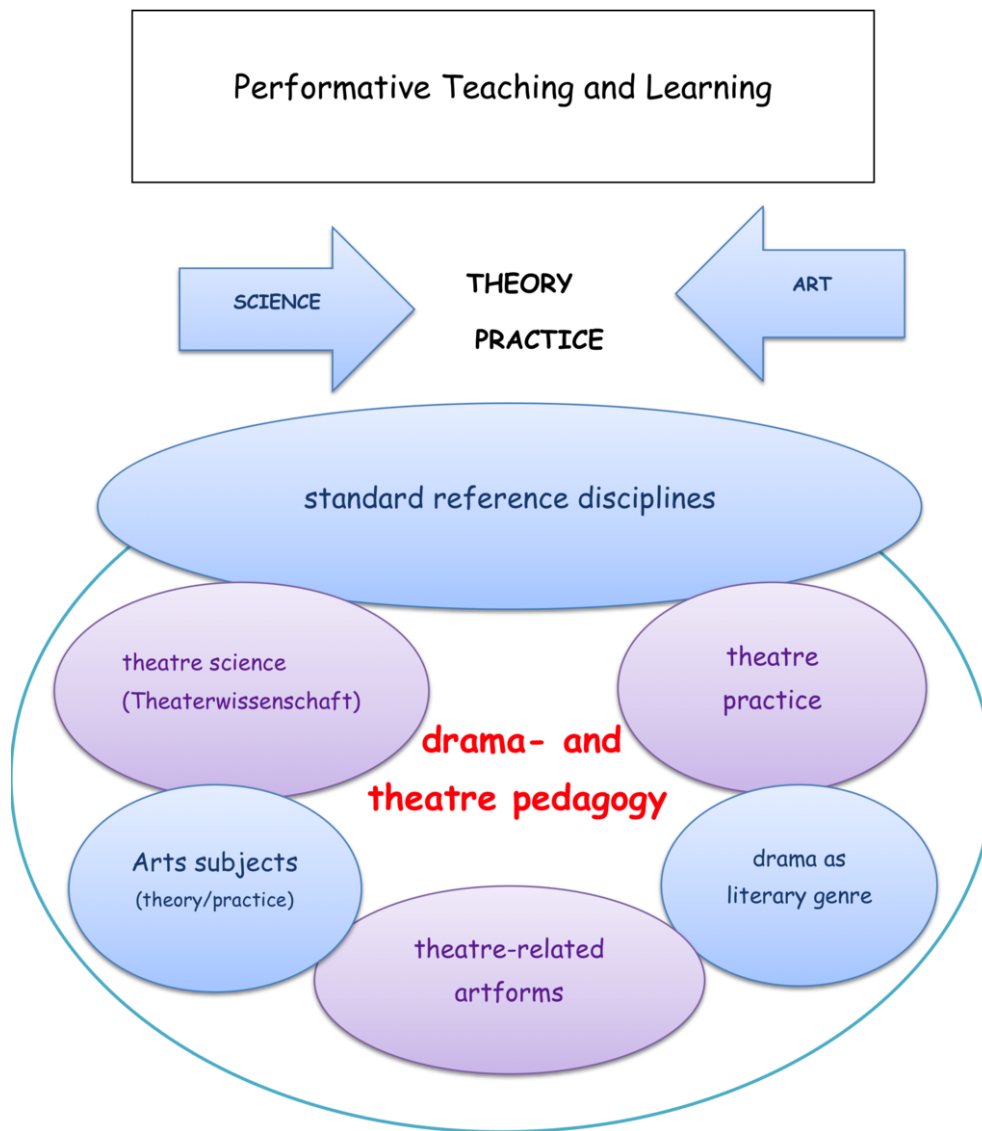 Performative Teaching and Learning
SCIENCE
THEORY
PRACTICE
ART
standard reference disciplines
theatre science
(Theaterwissenschaft)
theatre
practice
drama- and
theatre pedagogy
Arts subjects
(theory/practice)
drama as
literary genre
theatre-related
artforms